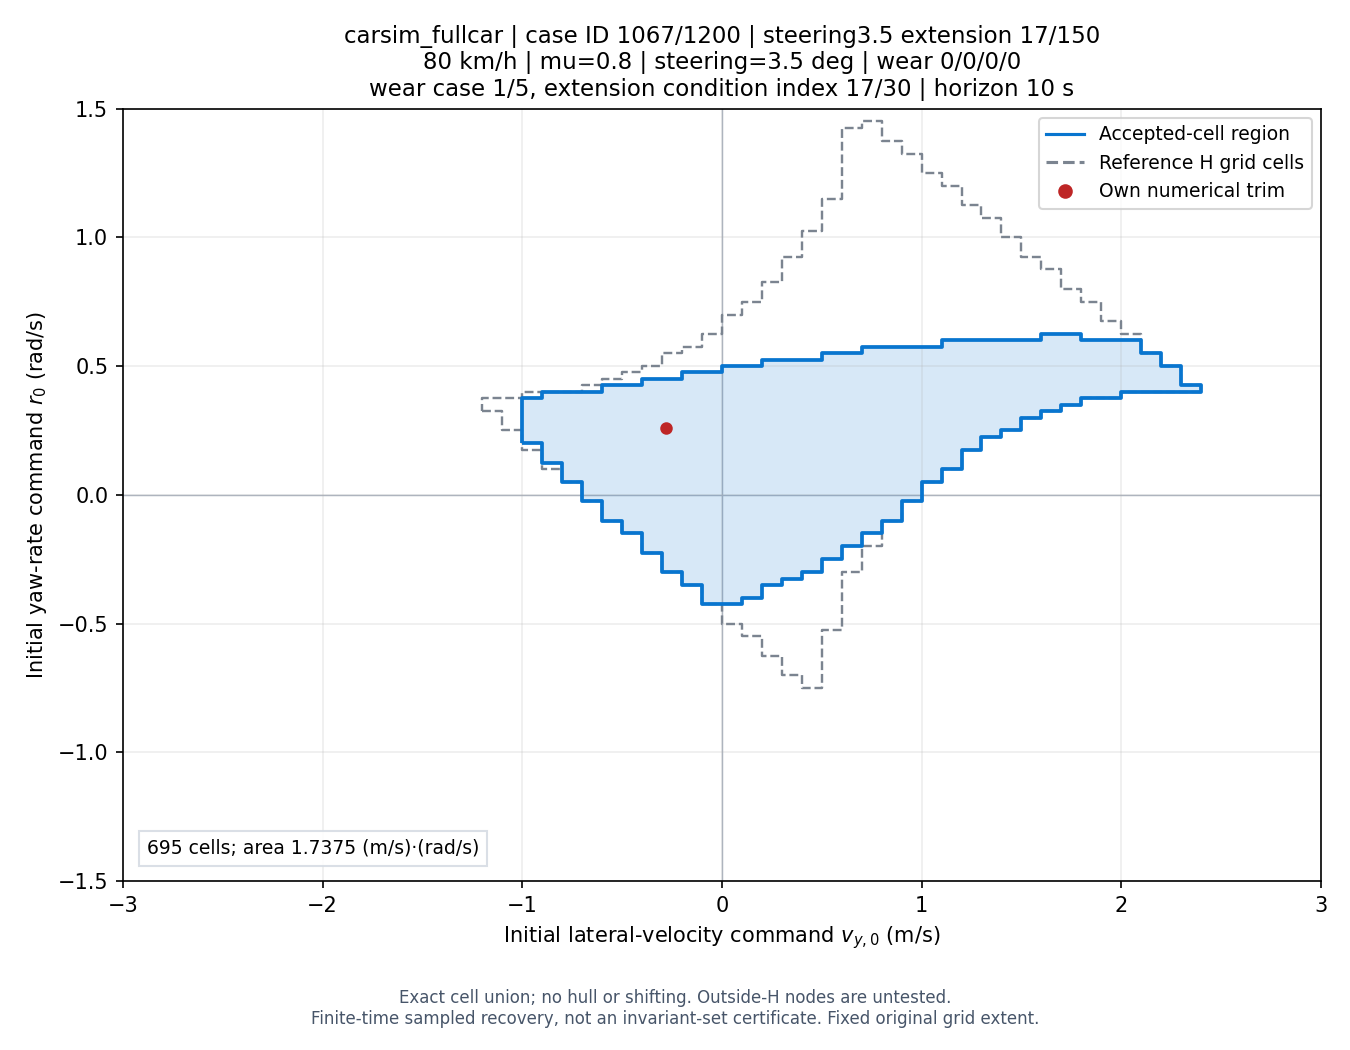 carsim_fullcar | case ID 1067/1200 | steering3.5 extension 17/150
80 km/h | mu=0.8 | steering=3.5 deg | wear 0/0/0/0
wear case 1/5, extension condition index 17/30 | horizon 10 s
Accepted-cell region
Reference H grid cells
Own numerical trim
1.5
1.0
0.5
0.0
−0.5
−1.0
−1.5
Initial yaw-rate command r0 (rad/s)
695 cells; area 1.7375 (m/s)·(rad/s)
−3
−2
−1
0
1
2
3
Initial lateral-velocity command vy,0 (m/s)
Exact cell union; no hull or shifting. Outside-H nodes are untested.
Finite-time sampled recovery, not an invariant-set certificate. Fixed original grid extent.